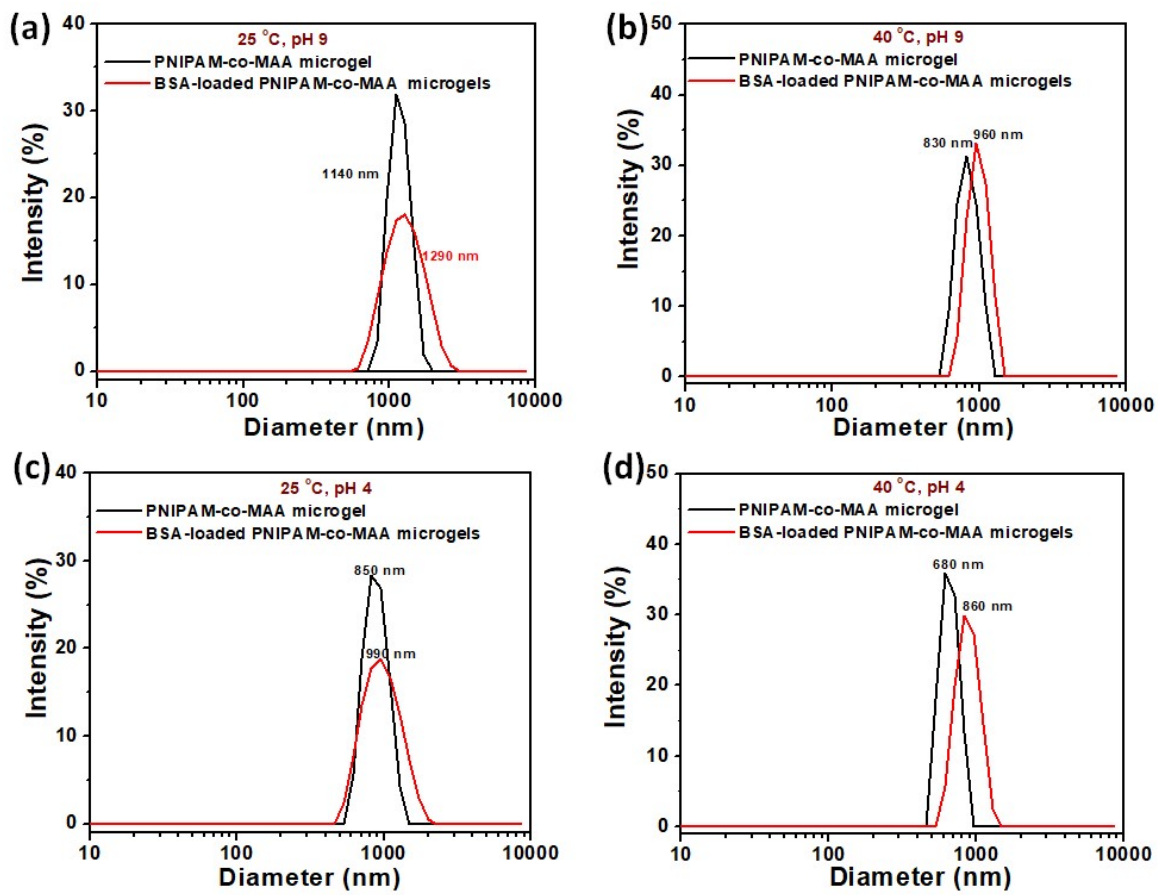 (a)
25 °C, pH 9
PNIPAM-co-MAA microgel
BSA-loaded PNIPAM-co-MAA microgels
1140 nm
1290 nm
40
30
20
10
0
Intensity (%)
10 100 1000 10000
Diameter (nm)
(b)
40 °C, pH 9
PNIPAM-co-MAA microgel
BSA-loaded PNIPAM-co-MAA microgels
830 nm
960 nm
50
40
30
20
10
0
Intensity (%)
10 100 1000 10000
Diameter (nm)
(c)
25 °C, pH 4
PNIPAM-co-MAA microgel
BSA-loaded PNIPAM-co-MAA microgels
850 nm
990 nm
40
30
20
10
0
Intensity (%)
10 100 1000 10000
Diameter (nm)
(d)
40 °C, pH 4
PNIPAM-co-MAA microgel
BSA-loaded PNIPAM-co-MAA microgels
680 nm
860 nm
50
40
30
20
10
0
Intensity (%)
10 100 1000 10000
Diameter (nm)